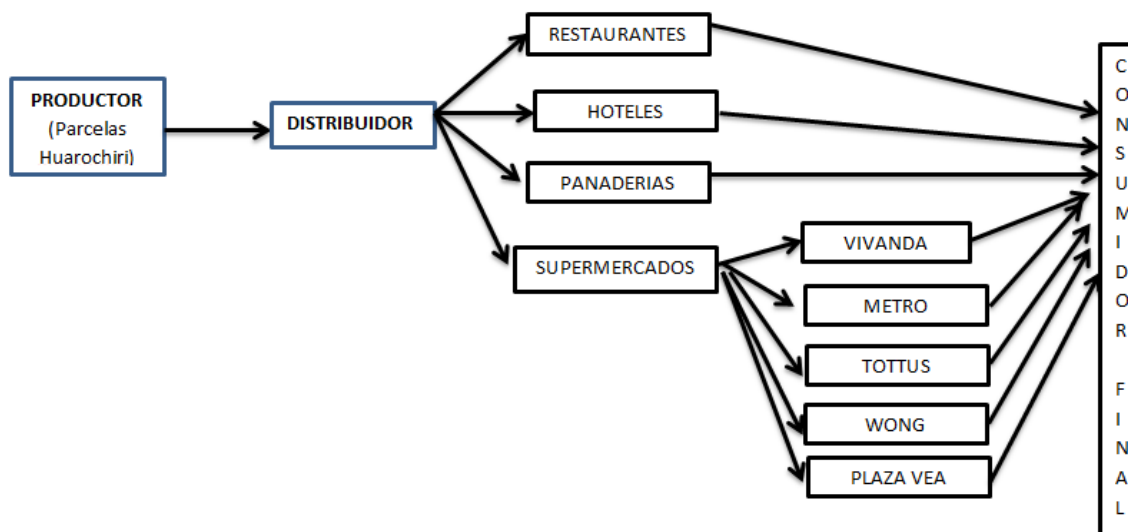 PRODUCTOR
(Parcelas
Huarochiri)
DISTRIBUIDOR
RESTAURANTES
HOTELES
PANADERIAS
SUPERMERCADOS
VIVANDA
METRO
TOTTUS
WONG
PLAZA VEA
C
O
N
S
U
M
I
D
O
R
F
I
N
A
L